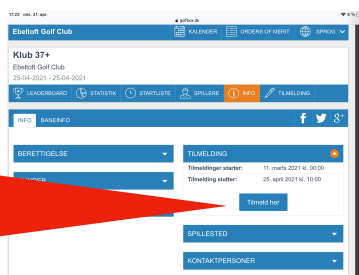 17.22 ons. 21. apr.
4 %
golfbox.dk
Ebeltoft Golf Club
KALENDER
ORDERS OF MERIT
SPROG
Klub 37+
Ebeltoft Golf Club
25-04-2021 - 25-04-2021
LEADERBOARD
STATISTIK
STARTLISTE
SPILLERE
INFO
TILMELDING
INFO
BANEINFO
BERETTIGELSE
TILMELDING
Tilmeldinger starter: 11. marts 2021 kl. 00:00
Tilmelding slutter: 25. april 2021 kl. 10:00
Tilmeld her
SPILLESTED
KONTAKTPERSONER